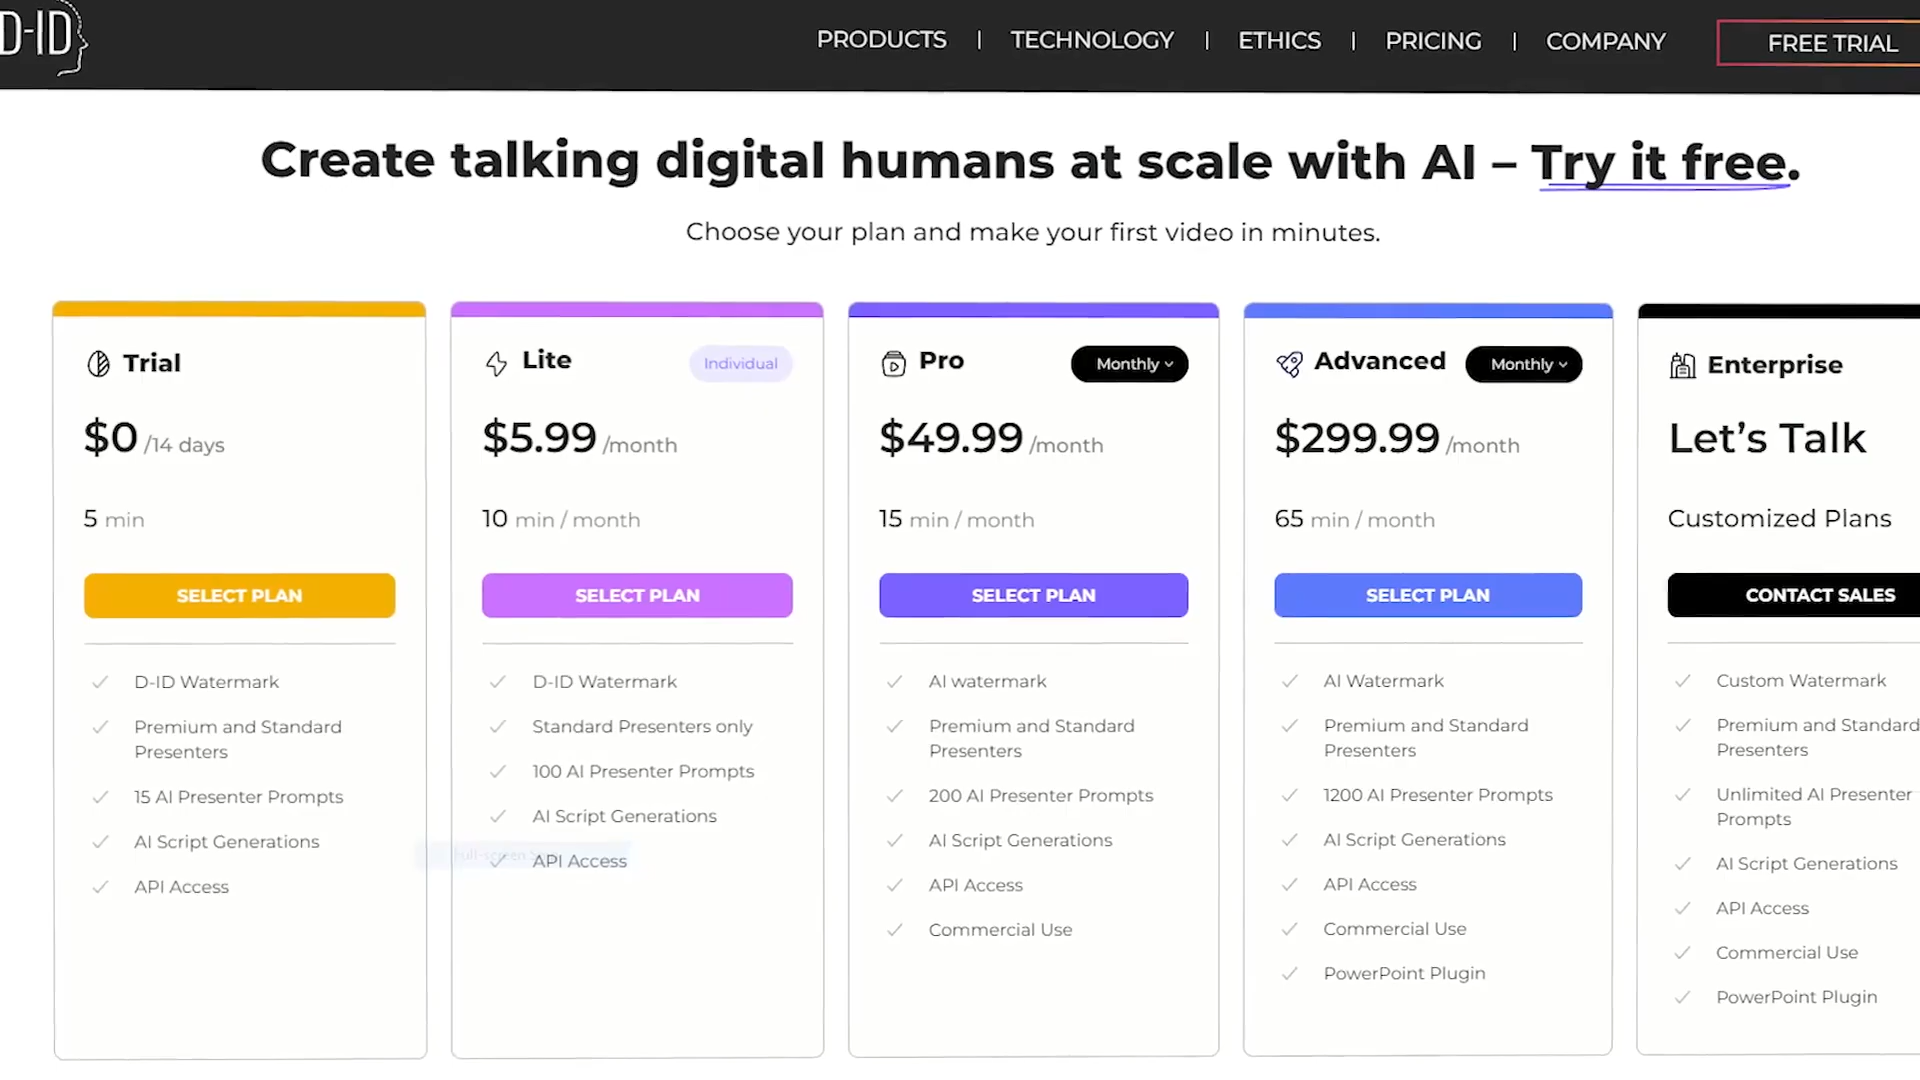 D-ID
PRODUCTS | TECHNOLOGY | ETHICS | PRICING | COMPANY
FREE TRIAL
Create talking digital humans at scale with AI – Try it free.
Choose your plan and make your first video in minutes.
Trial
$0 /14 days
5 min
SELECT PLAN
D-ID Watermark
Premium and Standard
Presenters
15 AI Presenter Prompts
AI Script Generations
API Access
Lite
Individual
$5.99 /month
10 min / month
SELECT PLAN
D-ID Watermark
Standard Presenters only
100 AI Presenter Prompts
AI Script Generations
API Access
Pro
Monthly
$49.99 /month
15 min / month
SELECT PLAN
AI watermark
Premium and Standard
Presenters
200 AI Presenter Prompts
AI Script Generations
API Access
Commercial Use
Advanced
Monthly
$299.99 /month
65 min / month
SELECT PLAN
AI Watermark
Premium and Standard
Presenters
1200 AI Presenter Prompts
AI Script Generations
API Access
Commercial Use
PowerPoint Plugin
Enterprise
Let’s Talk
Customized Plans
CONTACT SALES
Custom Watermark
Premium and Standard
Presenters
Unlimited AI Presenter
Prompts
AI Script Generations
API Access
Commercial Use
PowerPoint Plugin